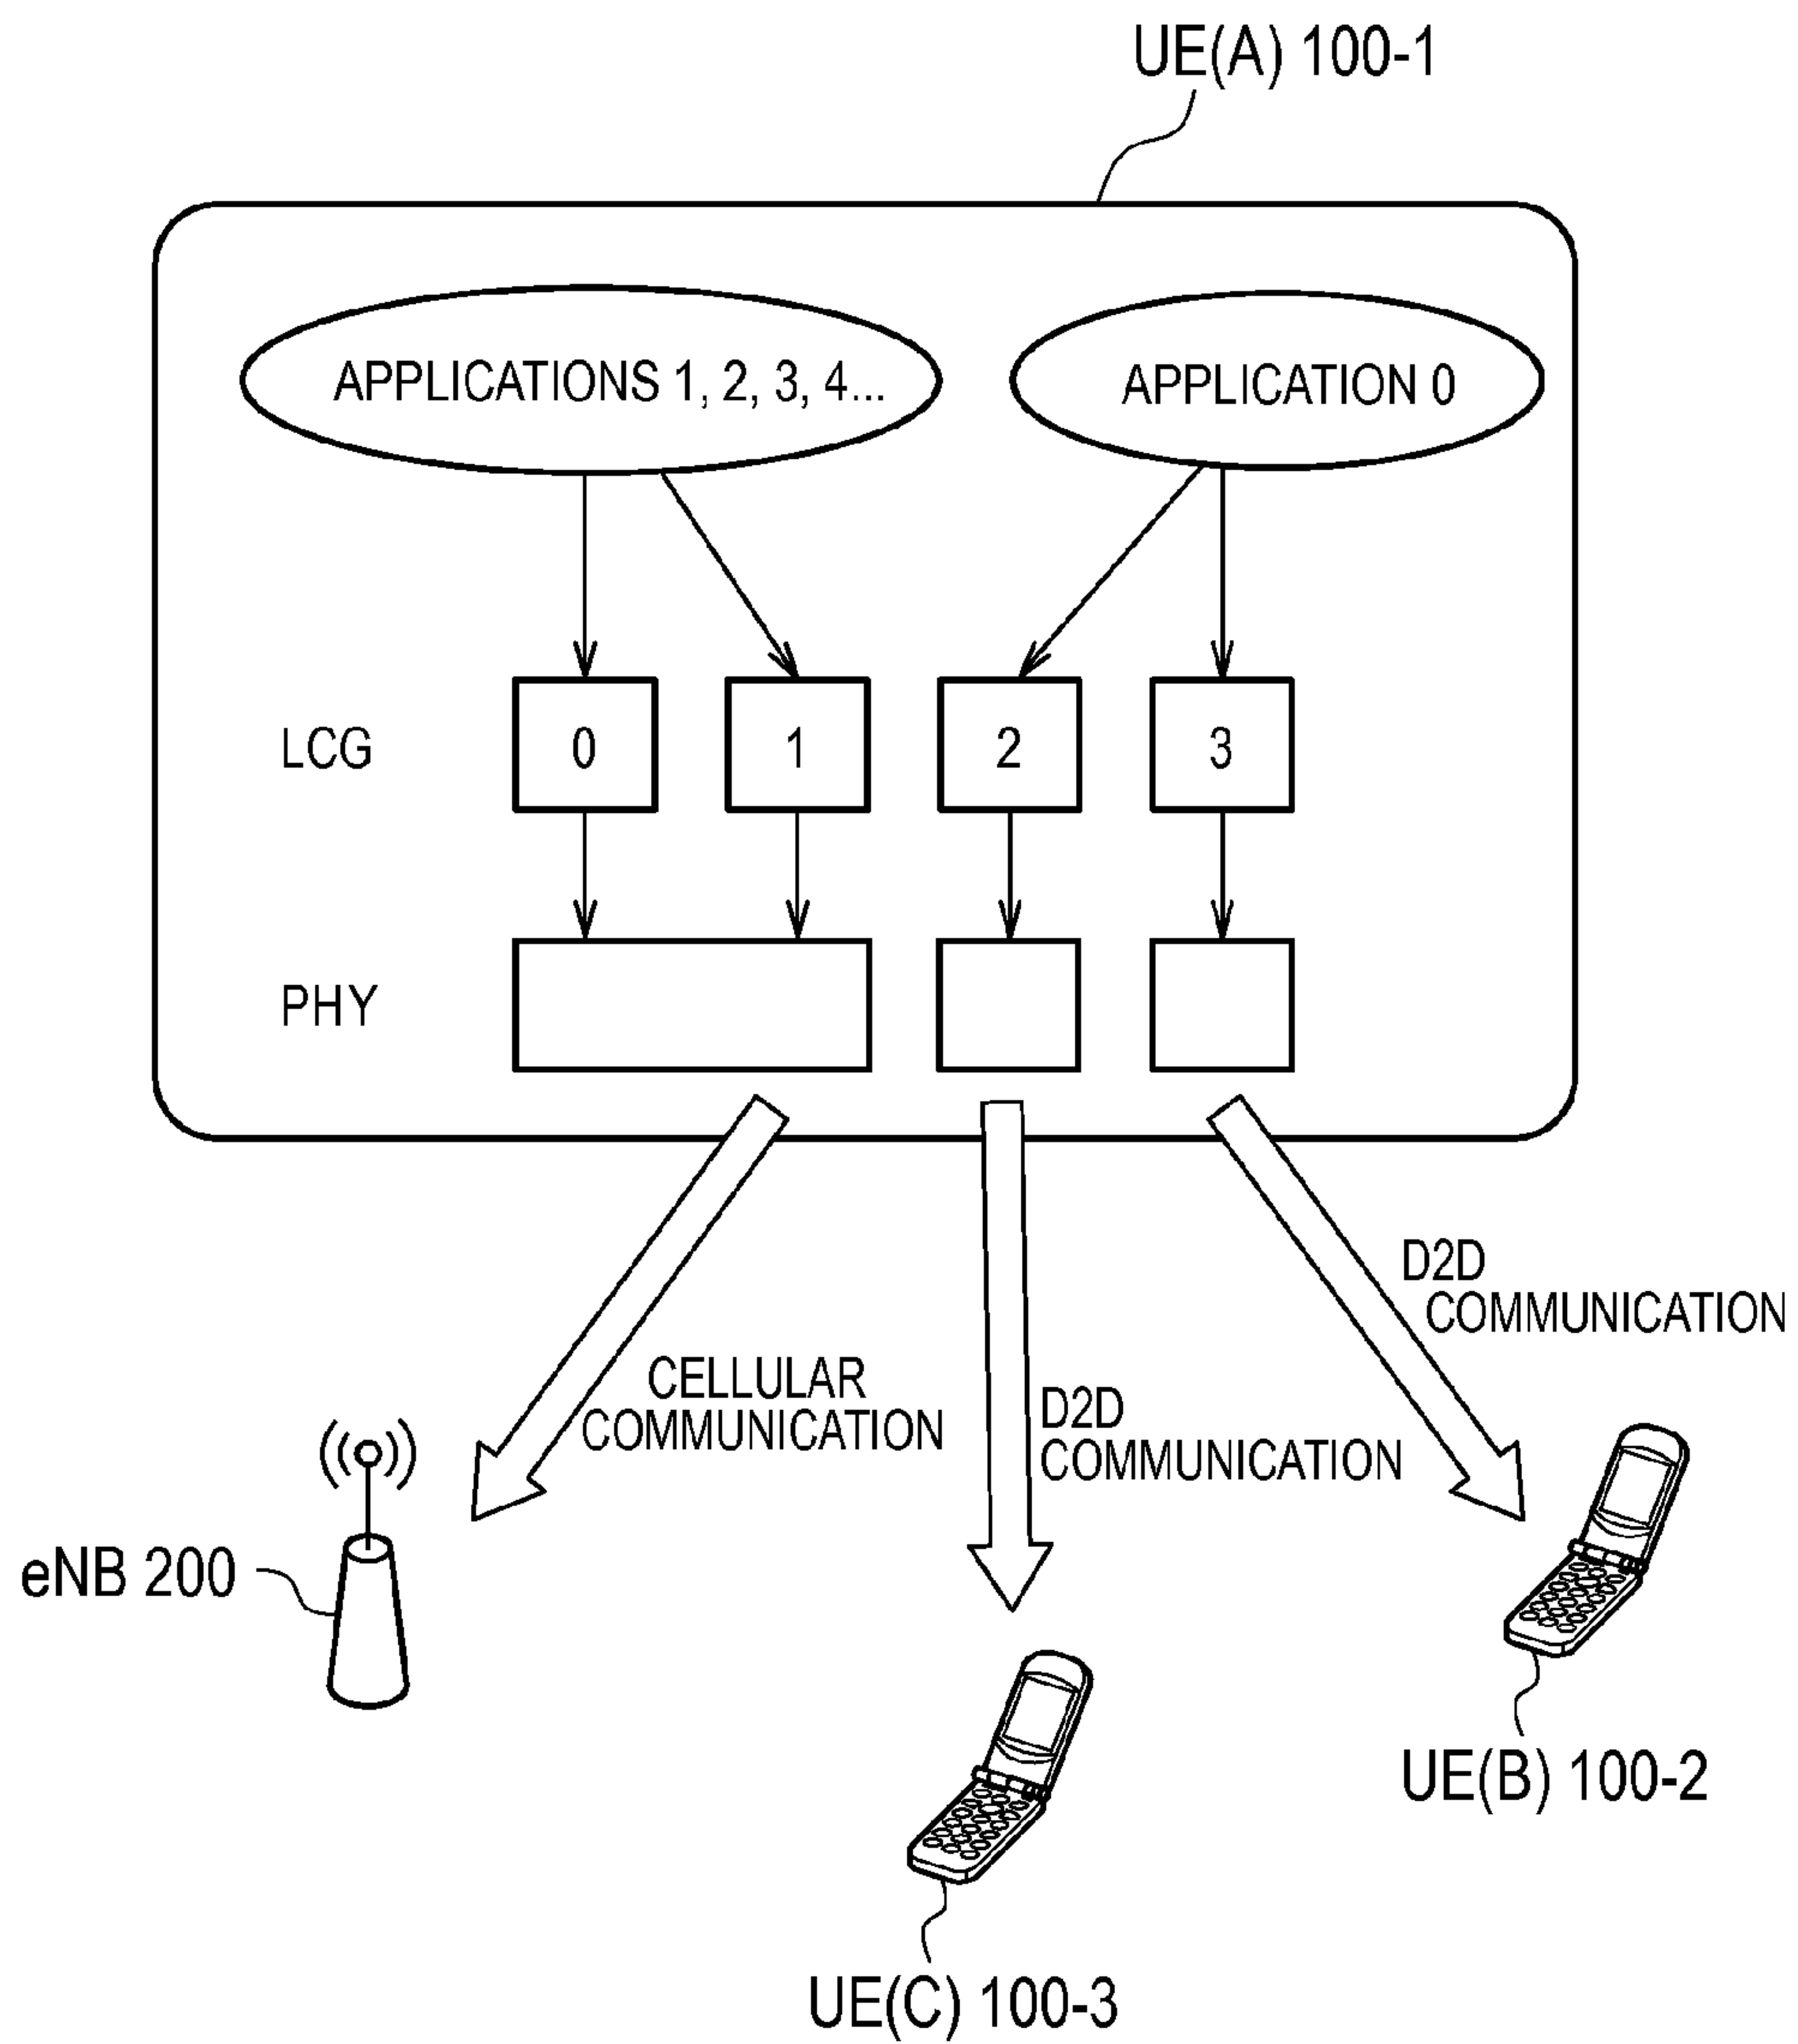 UE(A) 100-1
APPLICATIONS 1, 2, 3, 4...
APPLICATION 0
LCG
0
1
2
3
PHY
D2D
COMMUNICATION
CELLULAR
COMMUNICATION
D2D
COMMUNICATION
eNB 200
UE(B) 100-2
UE(C) 100-3